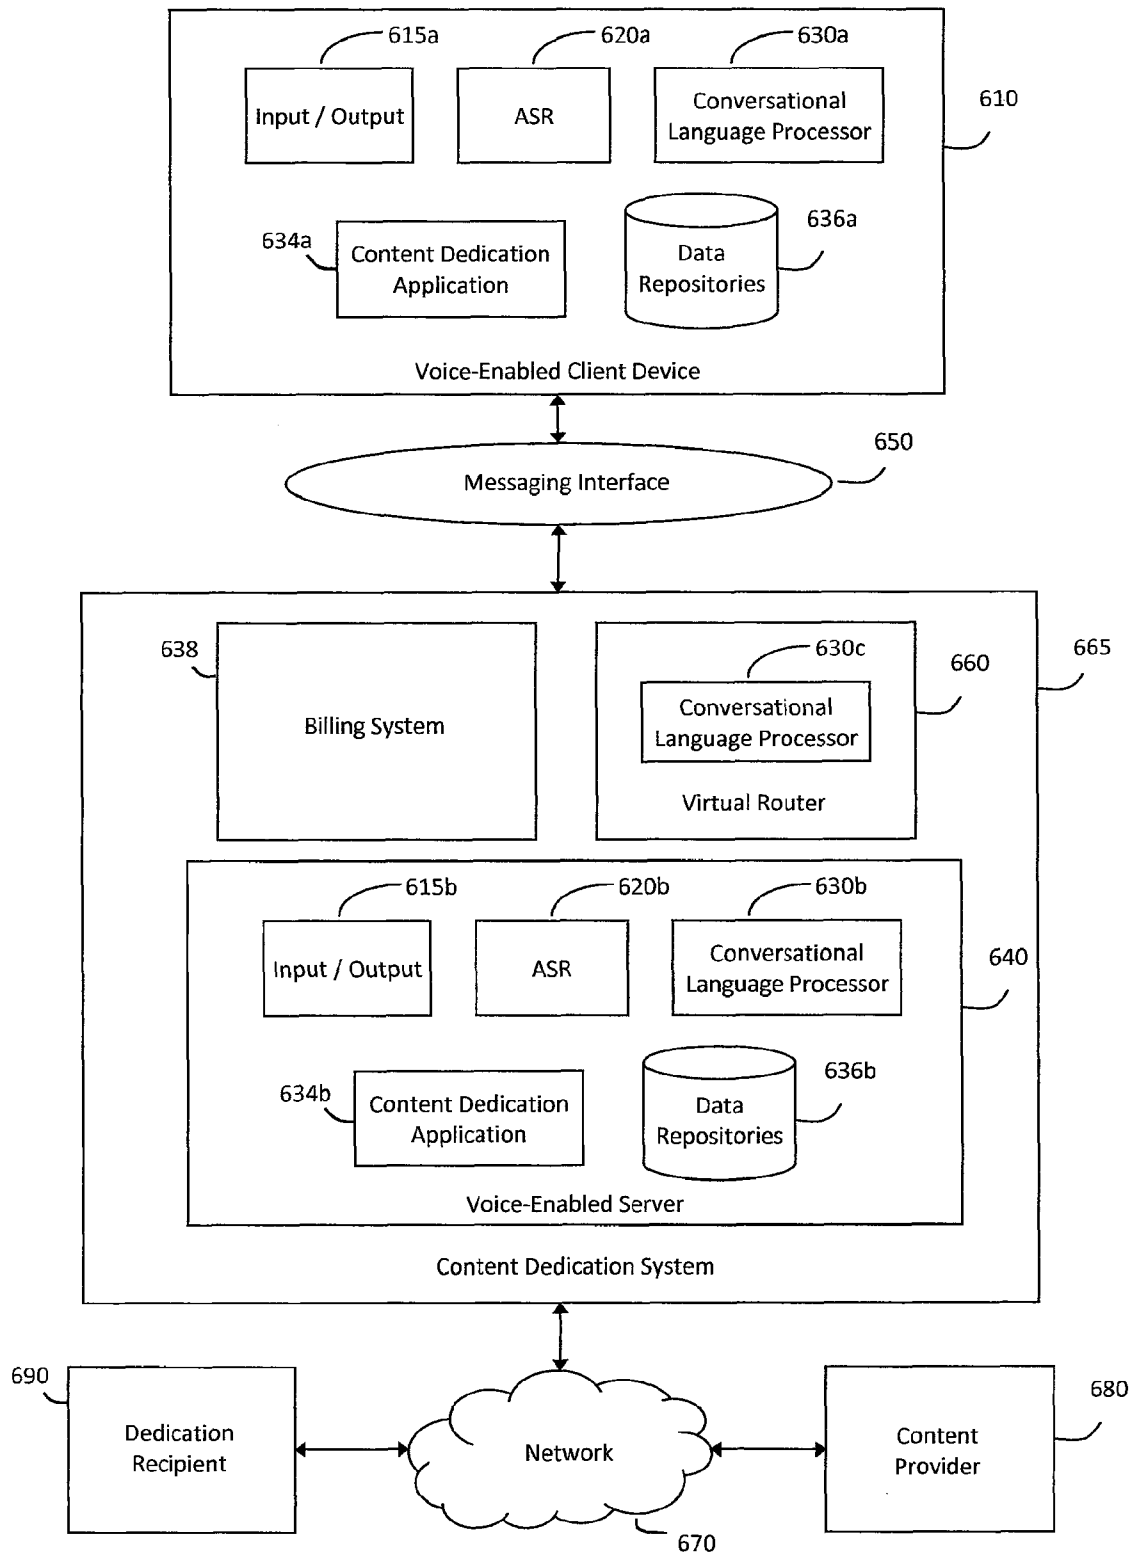 615a
620a
630a
Input / Output
ASR
Conversational
Language Processor
610
634a
Content Dedication
Application
Data
Repositories
636a
Voice-Enabled Client Device
Messaging Interface
650
638
Billing System
630c
Conversational
Language Processor
Virtual Router
660
665
615b
620b
630b
Input / Output
ASR
Conversational
Language Processor
640
634b
Content Dedication
Application
Data
Repositories
636b
Voice-Enabled Server
Content Dedication System
690
Dedication
Recipient
Network
670
Content
Provider
680